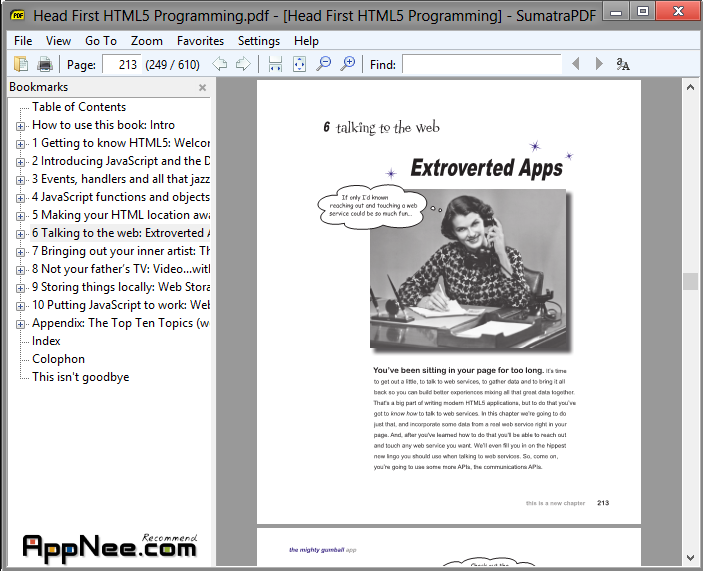 Head First HTML5 Programming.pdf - [Head First HTML5 Programming] - SumatraPDF
File View Go To Zoom Favorites Settings Help
Page: 213 (249 / 610) Find:
Bookmarks
Table of Contents
How to use this book: Intro
1 Getting to know HTML5: Welcon
2 Introducing JavaScript and the D
3 Events, handlers and all that jazz
4 JavaScript functions and objects
5 Making your HTML location awa
6 Talking to the web: Extroverted A
7 Bringing out your inner artist: Th
8 Not your father's TV: Video...with
9 Storing things locally: Web Stora
10 Putting JavaScript to work: Wel
Appendix: The Top Ten Topics (w
Index
Colophon
This isn't goodbye
Recommend
AppNee.com
6 talking to the web
Extroverted Apps
If only I'd known
reaching out and touching a web
service could be so much fun...
You've been sitting in your page for too long. It's time
to get out a little, to talk to web services, to gather data and to bring it all
back so you can build better experiences mixing all that great data together.
That's a big part of writing modern HTML5 applications, but to do that you've
got to know how to talk to web services. In this chapter we're going to do
just that, and incorporate some data from a real web service right in your
page. And, after you've learned how to do that you'll be able to reach out
and touch any web service you want. We'll even fill you in on the hippest
new lingo you should use when talking to web services. So, come on,
you're going to use some more APIs, the communications APIs.
this is a new chapter 213
the mighty gumball app
Check out the